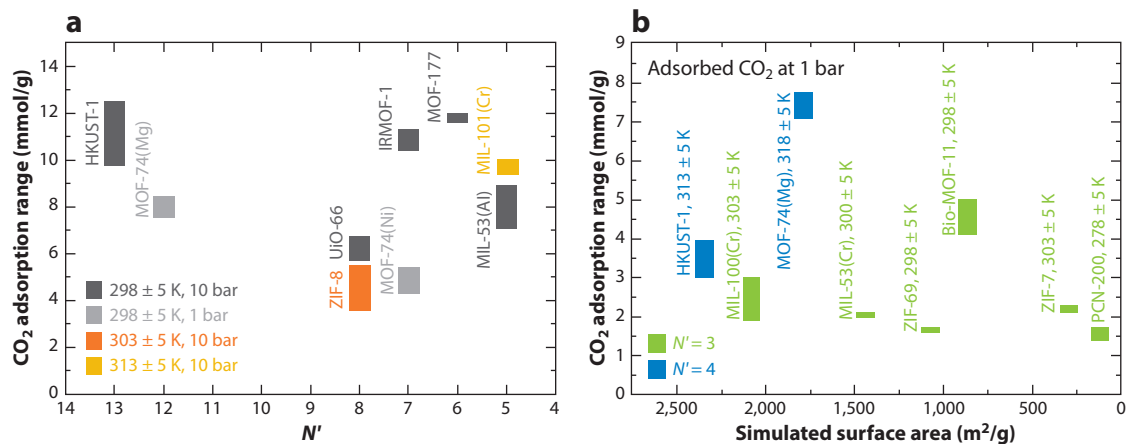 a
CO2 adsorption range (mmol/g)
14
12
10
8
6
4
2
0
HKUST-1
MOF-74(Mg)
ZIF-8
UiO-66
MOF-74(Ni)
IRMOF-1
MOF-177
MIL-101(Cr)
MIL-53(Al)
298 ± 5 K, 10 bar
298 ± 5 K, 1 bar
303 ± 5 K, 10 bar
313 ± 5 K, 10 bar
14 13 12 11 10 9 8 7 6 5 4
N'
b
CO2 adsorption range (mmol/g)
9
8
7
6
5
4
3
2
1
0
Adsorbed CO2 at 1 bar
HKUST-1, 313 ± 5 K
MIL-100(Cr), 303 ± 5 K
MOF-74(Mg), 318 ± 5 K
MIL-53(Cr), 300 ± 5 K
ZIF-69, 298 ± 5 K
Bio-MOF-11, 298 ± 5 K
ZIF-7, 303 ± 5 K
PCN-200, 278 ± 5 K
N' = 3
N' = 4
2,500 2,000 1,500 1,000 500 0
Simulated surface area (m2/g)